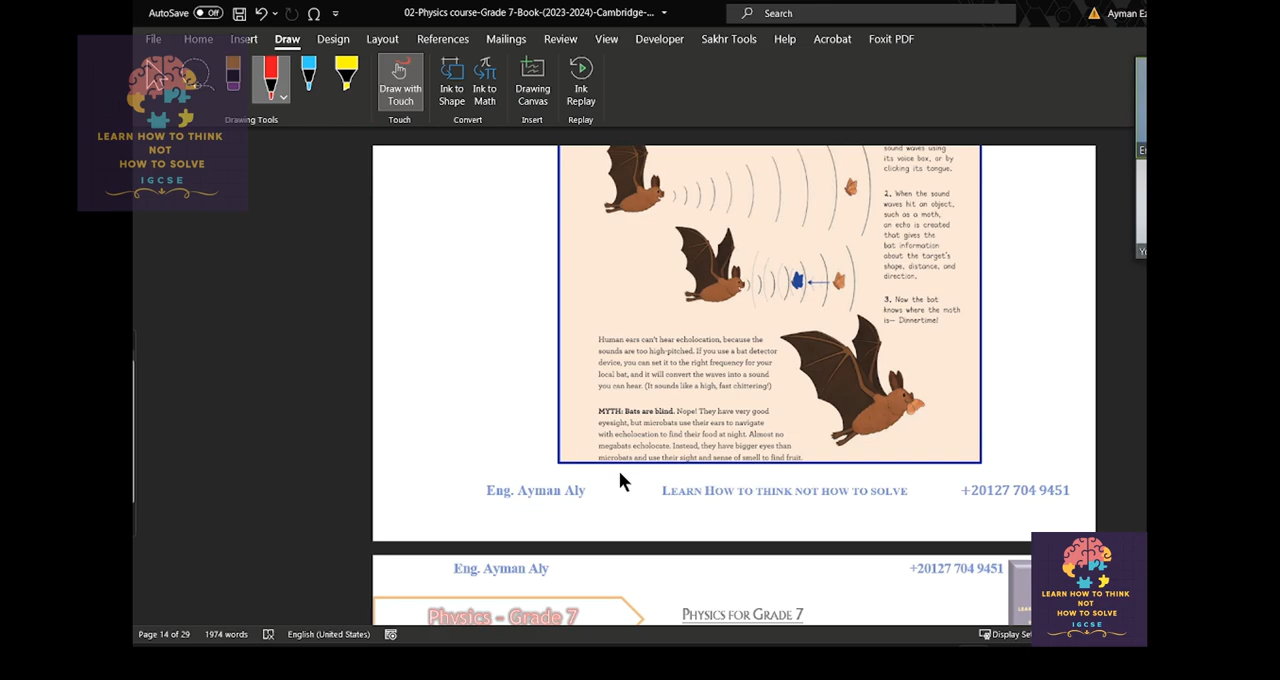 AutoSave Off
02-Physics course-Grade 7-Book-(2023-2024)-Cambridge-...
Search
Ayman Ez
File Home Insert Draw Design Layout References Mailings Review View Developer Sakhr Tools Help Acrobat Foxit PDF
Draw with Touch
Ink to Shape
Ink to Math
Drawing Canvas
Ink Replay
Drawing Tools
Touch
Convert
Insert
Replay
LEARN HOW TO THINK
NOT
HOW TO SOLVE
IGCSE
sound waves using
its voice box, or by
clicking its tongue.
2. When the sound
waves hit an object,
such as a moth,
an echo is created
that gives the
bat information
about the target's
shape, distance, and
direction.
3. Now the bat
knows where the moth
is— Dinnertime!
Human ears can't hear echolocation, because the
sounds are too high-pitched. If you use a bat detector
device, you can set it to the right frequency for your
local bat, and it will convert the waves into a sound
you can hear. (It sounds like a high, fast chittering!)
MYTH: Bats are blind. Nope! They have very good
eyesight, but microbats use their ears to navigate
with echolocation to find their food at night. Almost no
megabats echolocate. Instead, they have bigger eyes than
microbats and use their sight and sense of smell to find fruit.
Eng. Ayman Aly LEARN HOW TO THINK NOT HOW TO SOLVE +20127 704 9451
Eng. Ayman Aly +20127 704 9451
Physics – Grade 7 PHYSICS FOR GRADE 7
LEARN HOW TO THINK
NOT
HOW TO SOLVE
IGCSE
Page 14 of 29 1974 words English (United States) Display Se